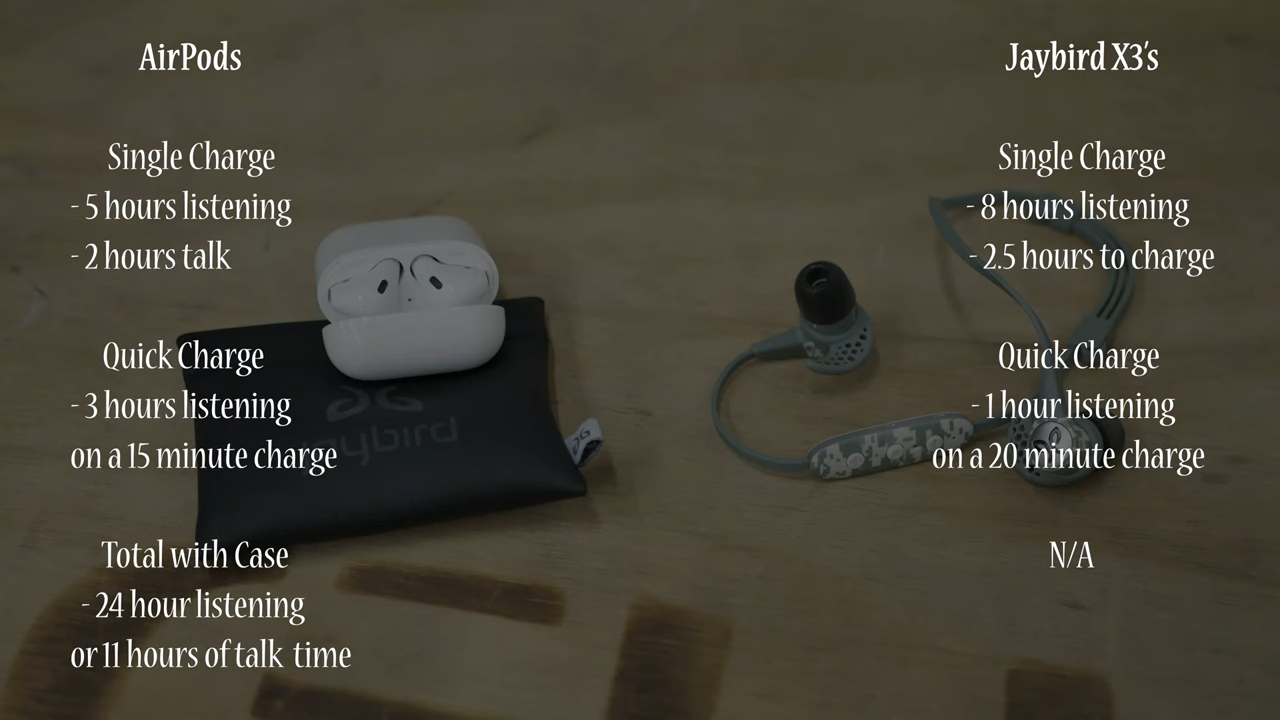 AirPods
Single Charge
- 5 hours listening
- 2 hours talk
Quick Charge
- 3 hours listening
on a 15 minute charge
Total with Case
- 24 hour listening
or 11 hours of talk time
Jaybird X3's
Single Charge
- 8 hours listening
- 2.5 hours to charge
Quick Charge
- 1 hour listening
on a 20 minute charge
N/A
jaybird